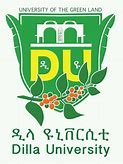 UNIVERSITY OF THE GREEN LAND
DU
ዲላ ዩኒቨርሲቲ
Dilla University